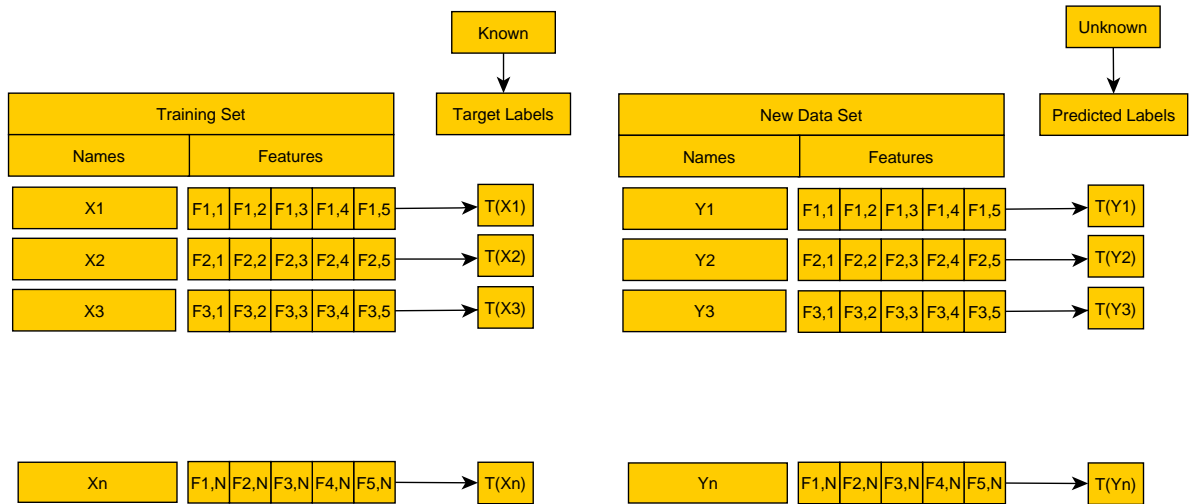 Known
Unknown
Target Labels
Predicted Labels
Training Set
Names Features
X1 F1,1 F1,2 F1,3 F1,4 F1,5 T(X1)
X2 F2,1 F2,2 F2,3 F2,4 F2,5 T(X2)
X3 F3,1 F3,2 F3,3 F3,4 F3,5 T(X3)
Xn F1,N F2,N F3,N F4,N F5,N T(Xn)
New Data Set
Names Features
Y1 F1,1 F1,2 F1,3 F1,4 F1,5 T(Y1)
Y2 F2,1 F2,2 F2,3 F2,4 F2,5 T(Y2)
Y3 F3,1 F3,2 F3,3 F3,4 F3,5 T(Y3)
Yn F1,N F2,N F3,N F4,N F5,N T(Yn)